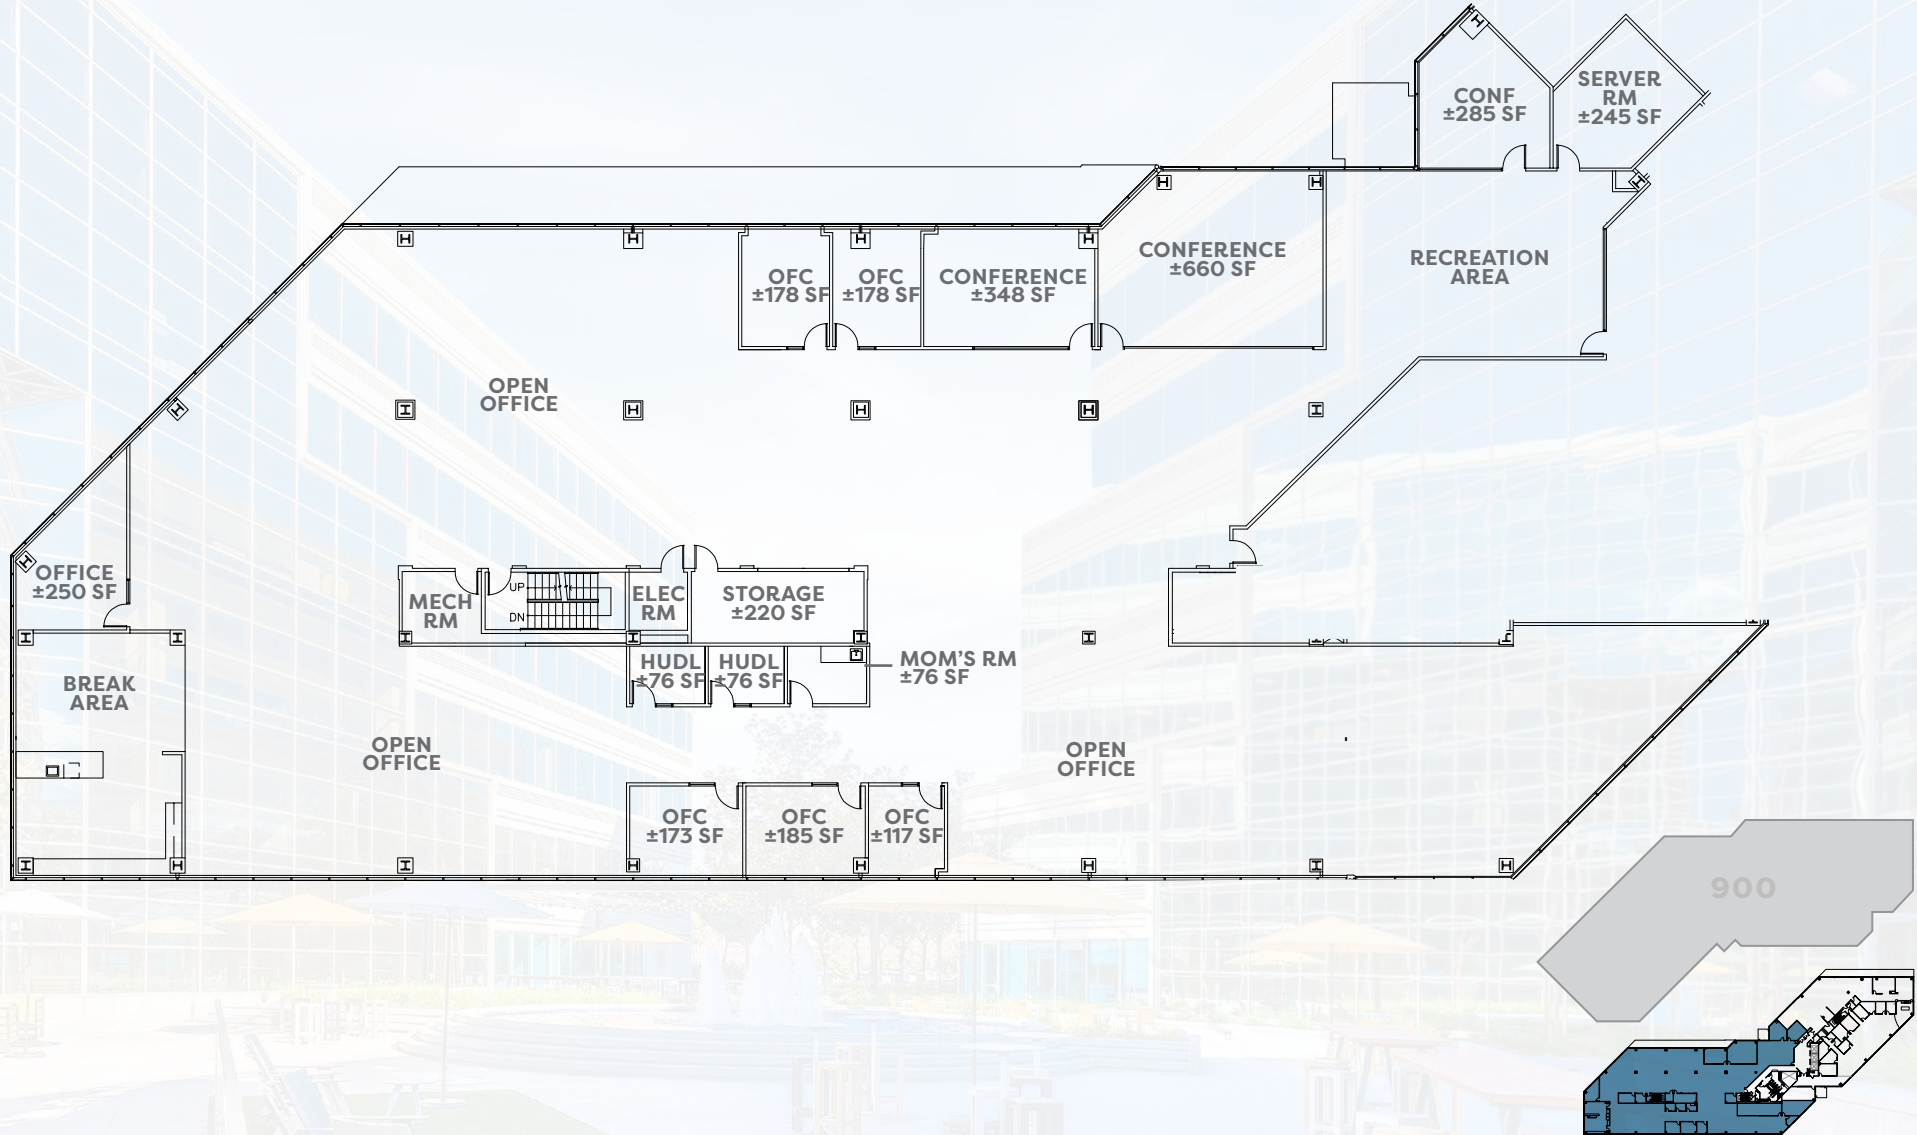 CONF
±285 SF
SERVER
RM
±245 SF
CONFERENCE
±660 SF
RECREATION
AREA
OFC
±178 SF
OFC
±178 SF
CONFERENCE
±348 SF
OPEN
OFFICE
OFFICE
±250 SF
MECH
RM
UP
DN
ELEC
RM
STORAGE
±220 SF
HUDL
±76 SF
HUDL
±76 SF
MOM'S RM
±76 SF
BREAK
AREA
OPEN
OFFICE
OPEN
OFFICE
OFC
±173 SF
OFC
±185 SF
OFC
±117 SF
900